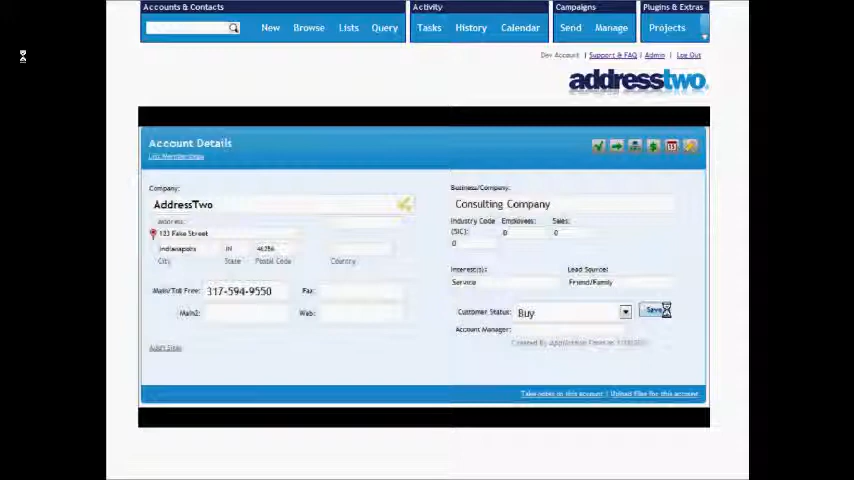 Accounts & Contacts Activity Campaigns Plugins & Extras
New Browse Lists Query Tasks History Calendar Send Manage Projects
Dev Account | Support & FAQ | Admin | Log Out
addresstwo.
Account Details
Company:
AddressTwo
Address:
123 Fake Street
Indianapolis IN 46256
City State Postal Code Country
Main/Toll Free: 317-594-9550 Fax:
Main2: Web:
Business/Company:
Consulting Company
Industry Code (SIC): Employees: Sales:
0 0 0
Interest(s): Lead Source:
Service Friend/Family
Customer Status: Buy Save
Account Manager:
Take notes on this account | Upload files for this account